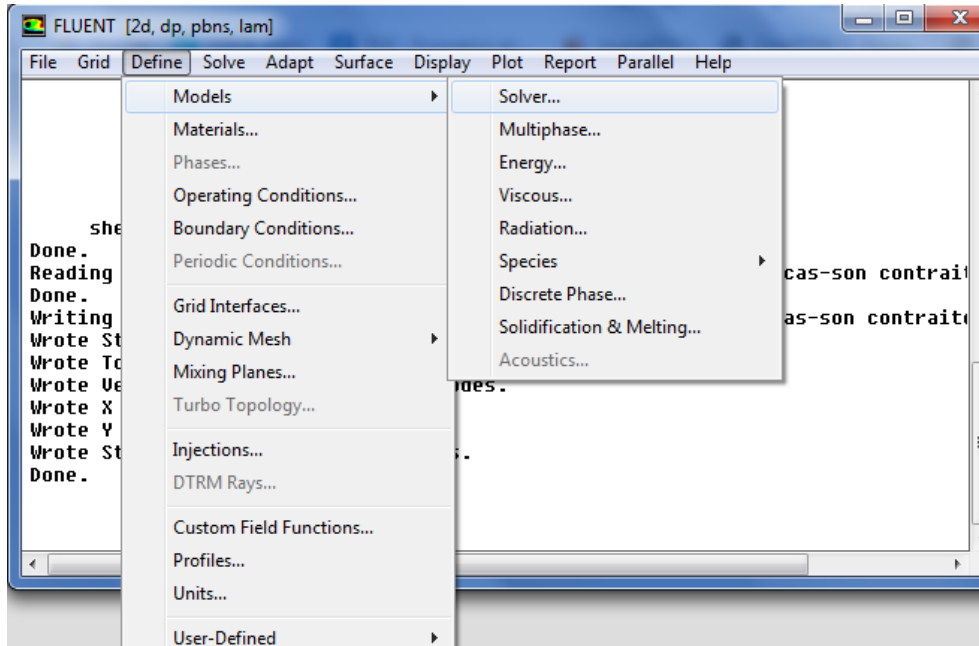 FLUENT [2d, dp, pbns, lam]
File Grid Define Solve Adapt Surface Display Plot Report Parallel Help
Models
Materials...
Phases...
Operating Conditions...
Boundary Conditions...
Periodic Conditions...
Grid Interfaces...
Dynamic Mesh
Mixing Planes...
Turbo Topology...
Injections...
DTRM Rays...
Custom Field Functions...
Profiles...
Units...
User-Defined
Solver...
Multiphase...
Energy...
Viscous...
Radiation...
Species
Discrete Phase...
Solidification & Melting...
Acoustics...
she
Done.
Reading cas-son contrait
Done.
Writing as-son contraite
Wrote St
Wrote To
Wrote Ve odes.
Wrote X
Wrote Y
Wrote St s.
Done.